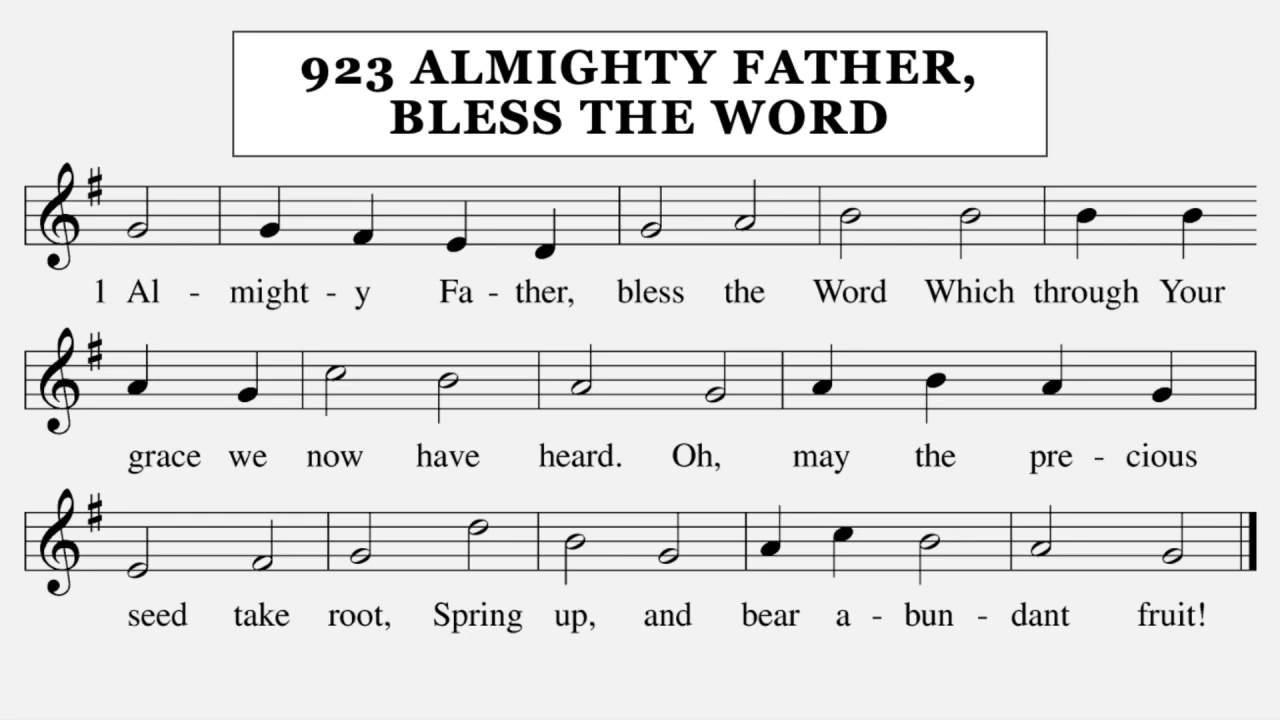 923 ALMIGHTY FATHER,
BLESS THE WORD
1 Al - might - y Fa - ther, bless the Word Which through Your
grace we now have heard. Oh, may the pre - cious
seed take root, Spring up, and bear a - bun - dant fruit!